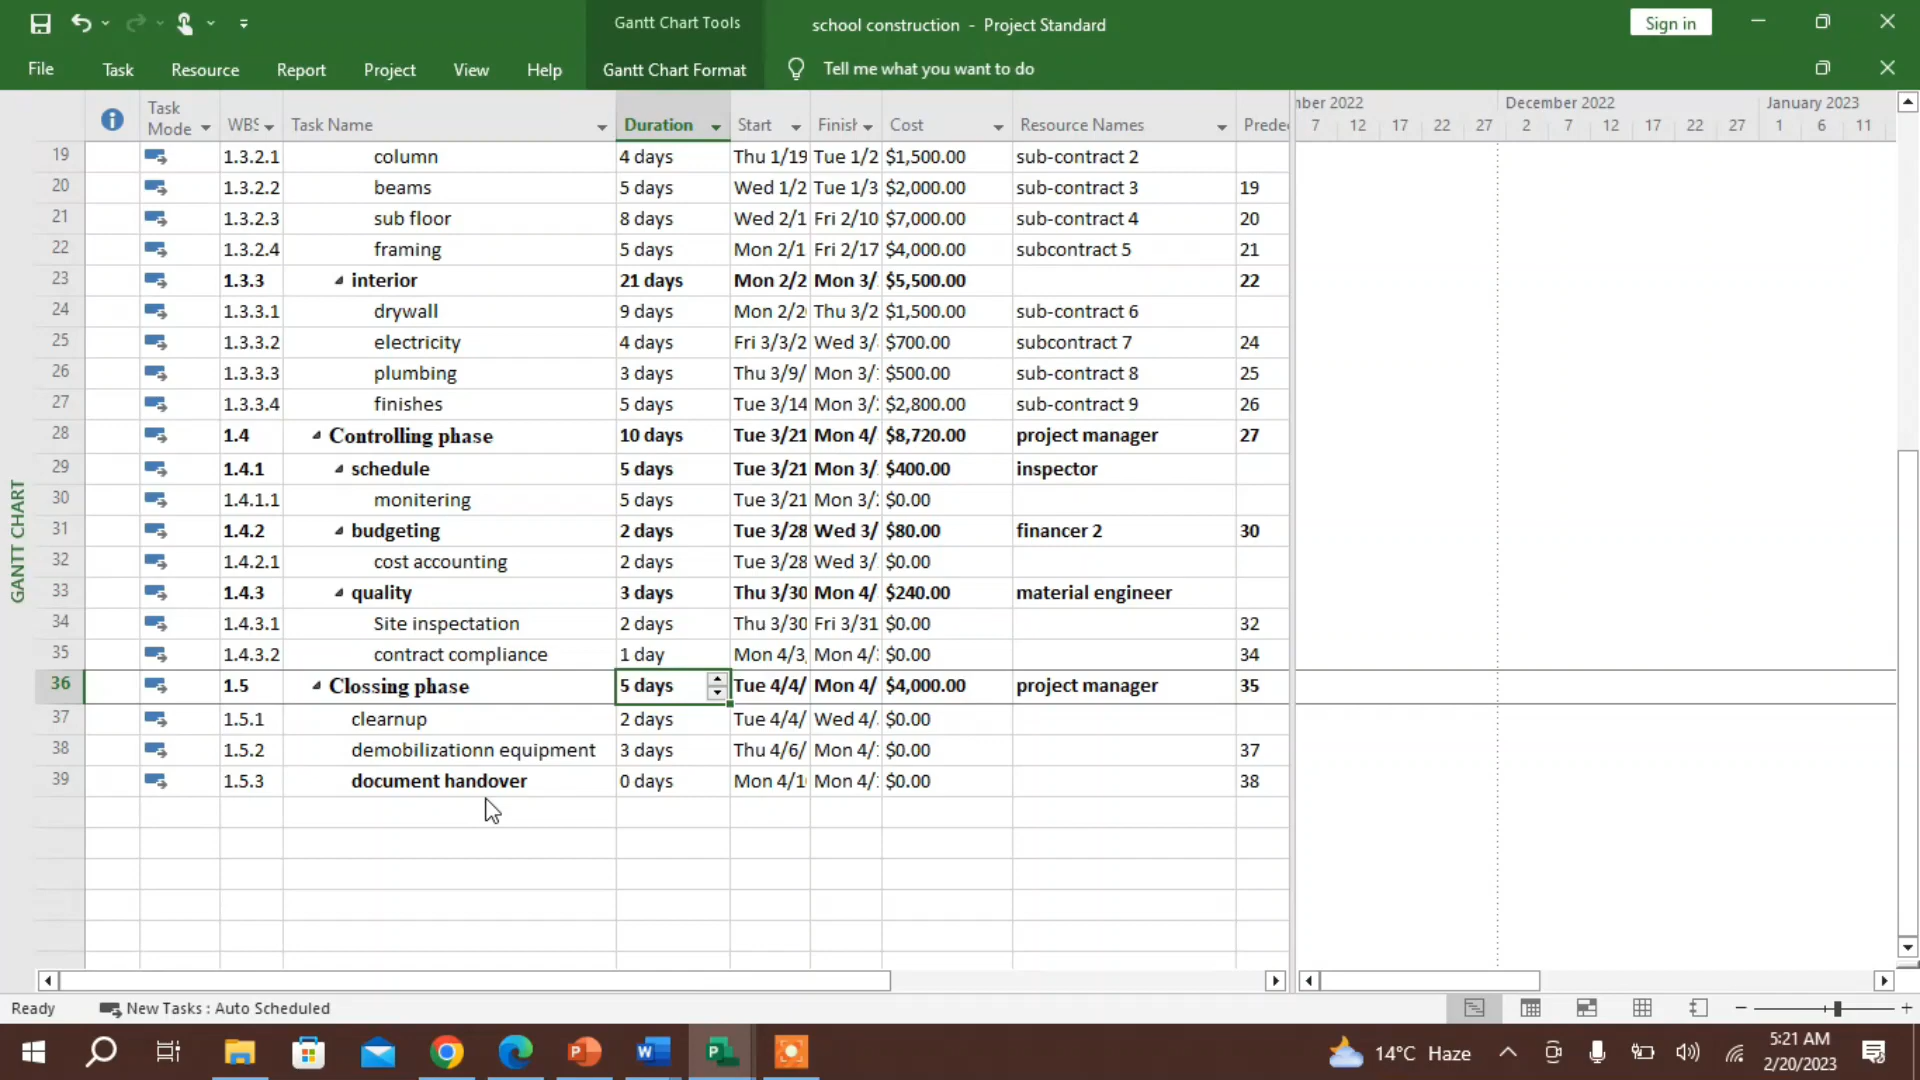 Gantt Chart Tools
school construction - Project Standard
Sign in
File Task Resource Report Project View Help Gantt Chart Format Tell me what you want to do
Task Mode WBS Task Name Duration Start Finish Cost Resource Names Predec
nber 2022 December 2022 January 2023
7 12 17 22 27 2 7 12 17 22 27 1 6 11
19 1.3.2.1 column 4 days Thu 1/19 Tue 1/2 $1,500.00 sub-contract 2
20 1.3.2.2 beams 5 days Wed 1/2 Tue 1/3 $2,000.00 sub-contract 3 19
21 1.3.2.3 sub floor 8 days Wed 2/1 Fri 2/10 $7,000.00 sub-contract 4 20
22 1.3.2.4 framing 5 days Mon 2/1 Fri 2/17 $4,000.00 subcontract 5 21
23 1.3.3 interior 21 days Mon 2/2 Mon 3/ $5,500.00 22
24 1.3.3.1 drywall 9 days Mon 2/2 Thu 3/2 $1,500.00 sub-contract 6
25 1.3.3.2 electricity 4 days Fri 3/3/2 Wed 3/ $700.00 subcontract 7 24
26 1.3.3.3 plumbing 3 days Thu 3/9/ Mon 3/ $500.00 sub-contract 8 25
27 1.3.3.4 finishes 5 days Tue 3/14 Mon 3/ $2,800.00 sub-contract 9 26
28 1.4 Controlling phase 10 days Tue 3/21 Mon 4/ $8,720.00 project manager 27
29 1.4.1 schedule 5 days Tue 3/21 Mon 3/ $400.00 inspector
30 1.4.1.1 monitering 5 days Tue 3/21 Mon 3/ $0.00
31 1.4.2 budgeting 2 days Tue 3/28 Wed 3/ $80.00 financer 2 30
32 1.4.2.1 cost accounting 2 days Tue 3/28 Wed 3/ $0.00
33 1.4.3 quality 3 days Thu 3/30 Mon 4/ $240.00 material engineer
34 1.4.3.1 Site inspectation 2 days Thu 3/30 Fri 3/31 $0.00 32
35 1.4.3.2 contract compliance 1 day Mon 4/3, Mon 4/ $0.00 34
36 1.5 Clossing phase 5 days Tue 4/4/ Mon 4/ $4,000.00 project manager 35
37 1.5.1 clearnup 2 days Tue 4/4/ Wed 4/ $0.00
38 1.5.2 demobilizationn equipment 3 days Thu 4/6/ Mon 4/ $0.00 37
39 1.5.3 document handover 0 days Mon 4/1 Mon 4/ $0.00 38
GANTT CHART
Ready New Tasks : Auto Scheduled
14°C Haze
5:21 AM
2/20/2023